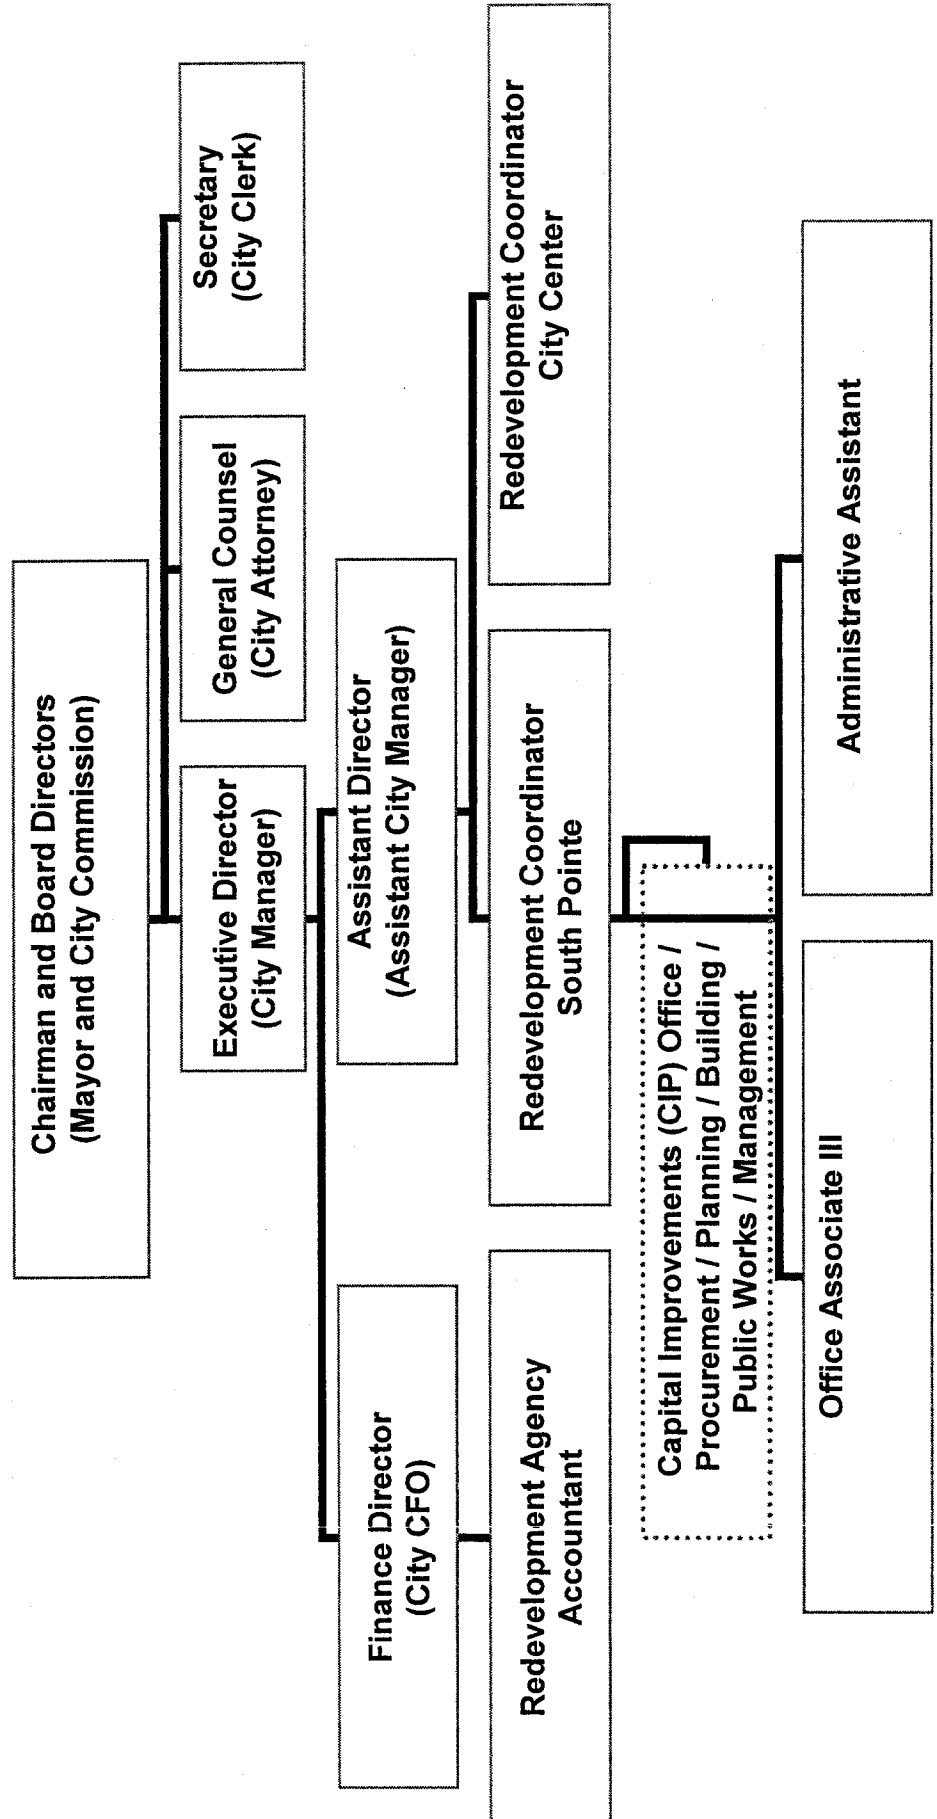 Chairman and Board Directors
(Mayor and City Commission)
Executive Director
(City Manager)
General Counsel
(City Attorney)
Secretary
(City Clerk)
Finance Director
(City CFO)
Assistant Director
(Assistant City Manager)
Redevelopment Agency
Accountant
Redevelopment Coordinator
South Pointe
Redevelopment Coordinator
City Center
Capital Improvements (CIP) Office /
Procurement / Planning / Building /
Public Works / Management
Office Associate III
Administrative Assistant